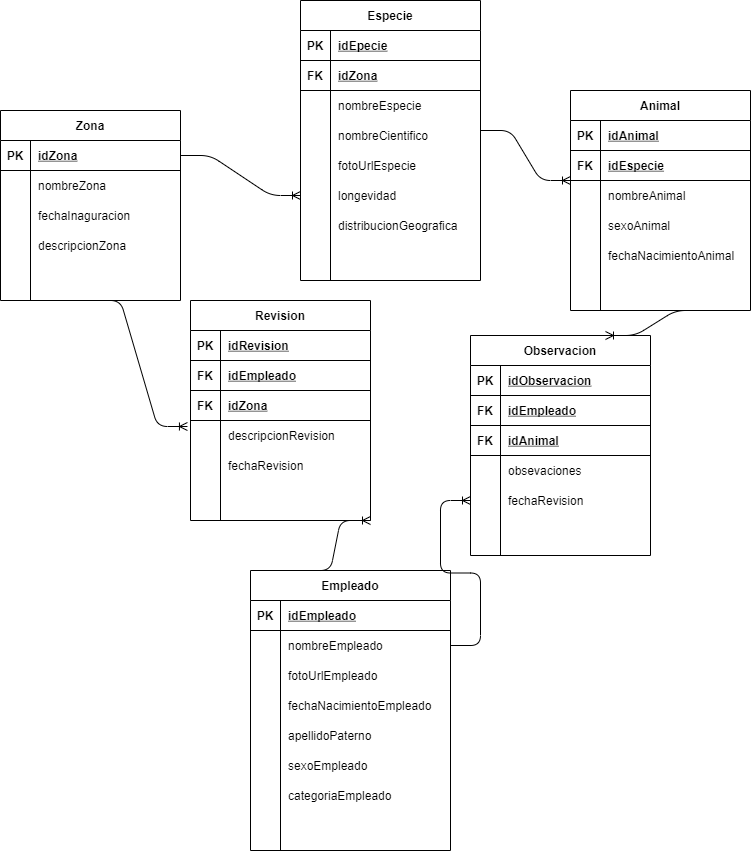 Especie
PK idEpecie
FK idZona
nombreEspecie
nombreCientifico
fotoUrlEspecie
longevidad
distribucionGeografica
Animal
PK idAnimal
FK idEspecie
nombreAnimal
sexoAnimal
fechaNacimientoAnimal
Zona
PK idZona
nombreZona
fechaInaguracion
descripcionZona
Revision
PK idRevision
FK idEmpleado
FK idZona
descripcionRevision
fechaRevision
Observacion
PK idObservacion
FK idEmpleado
FK idAnimal
obsevaciones
fechaRevision
Empleado
PK idEmpleado
nombreEmpleado
fotoUrlEmpleado
fechaNacimientoEmpleado
apellidoPaterno
sexoEmpleado
categoriaEmpleado